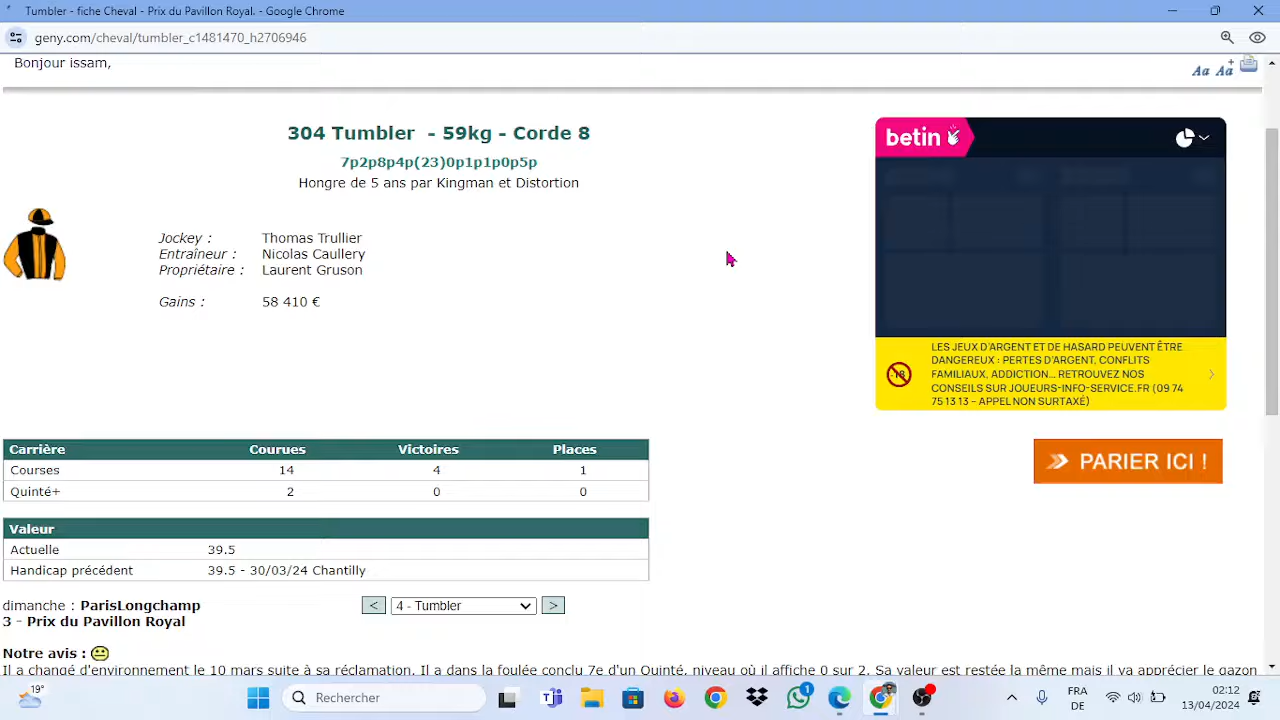 Tumbler - fiche Cheval - Prix du Pavillon Royal. - Google Chrome
geny.com/cheval/tumbler_c1481470_h2706946
Bonjour issam,
Aa Aa+
304 Tumbler - 59kg - Corde 8
7p2p8p4p(23)0p1p1p0p5p
Hongre de 5 ans par Kingman et Distortion
Jockey : Thomas Trullier
Entraîneur : Nicolas Caullery
Propriétaire : Laurent Gruson
Gains : 58 410 €
betin
LES JEUX D'ARGENT ET DE HASARD PEUVENT ÊTRE
DANGEREUX : PERTES D'ARGENT, CONFLITS
FAMILIAUX, ADDICTION... RETROUVEZ NOS
CONSEILS SUR JOUEURS-INFO-SERVICE.FR (09 74
75 13 13 – APPEL NON SURTAXÉ)
PARIER ICI !
Carrière Courues Victoires Places
Courses 14 4 1
Quinté+ 2 0 0
Valeur
Actuelle 39.5
Handicap précédent 39.5 - 30/03/24 Chantilly
dimanche : ParisLongchamp < 4 - Tumbler >
3 - Prix du Pavillon Royal
Notre avis :
Il a changé d'environnement le 10 mars suite à sa réclamation. Il a dans la foulée conclu 7e d'un Quinté, niveau où il affiche 0 sur 2. Sa valeur est restée la même mais il va apprécier le gazon
19°
Rechercher
1
FRA
DE
02:12
13/04/2024